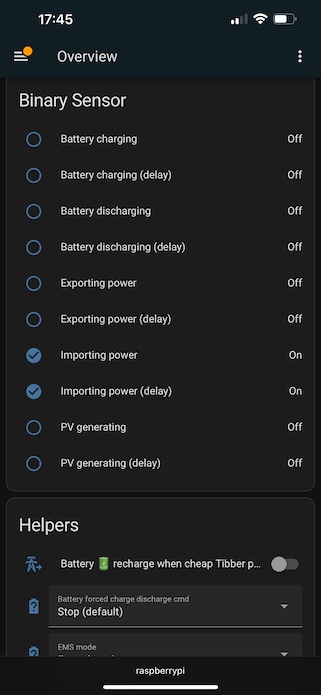 17:45
Overview
Binary Sensor
Battery charging Off
Battery charging (delay) Off
Battery discharging Off
Battery discharging (delay) Off
Exporting power Off
Exporting power (delay) Off
Importing power On
Importing power (delay) On
PV generating Off
PV generating (delay) Off
Helpers
Battery 🔋 recharge when cheap Tibber p...
Battery forced charge discharge cmd
Stop (default)
EMS mode
raspberrypi